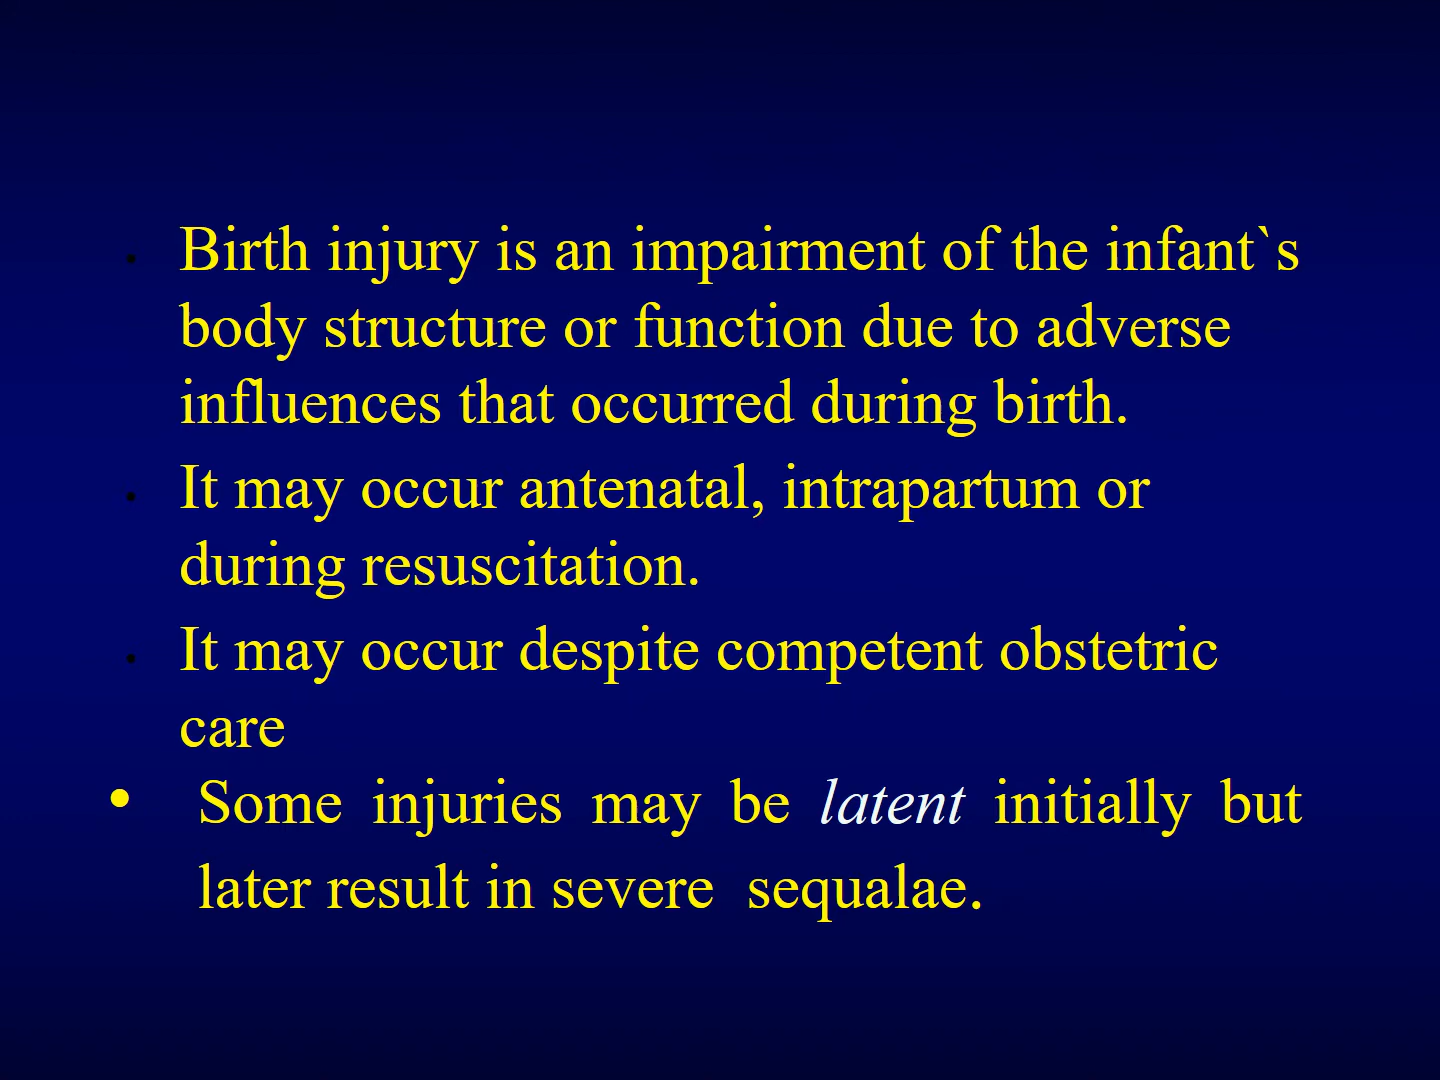 • Birth injury is an impairment of the infant`s
body structure or function due to adverse
influences that occurred during birth.
• It may occur antenatal, intrapartum or
during resuscitation.
• It may occur despite competent obstetric
care
• Some injuries may be latent initially but
later result in severe sequalae.